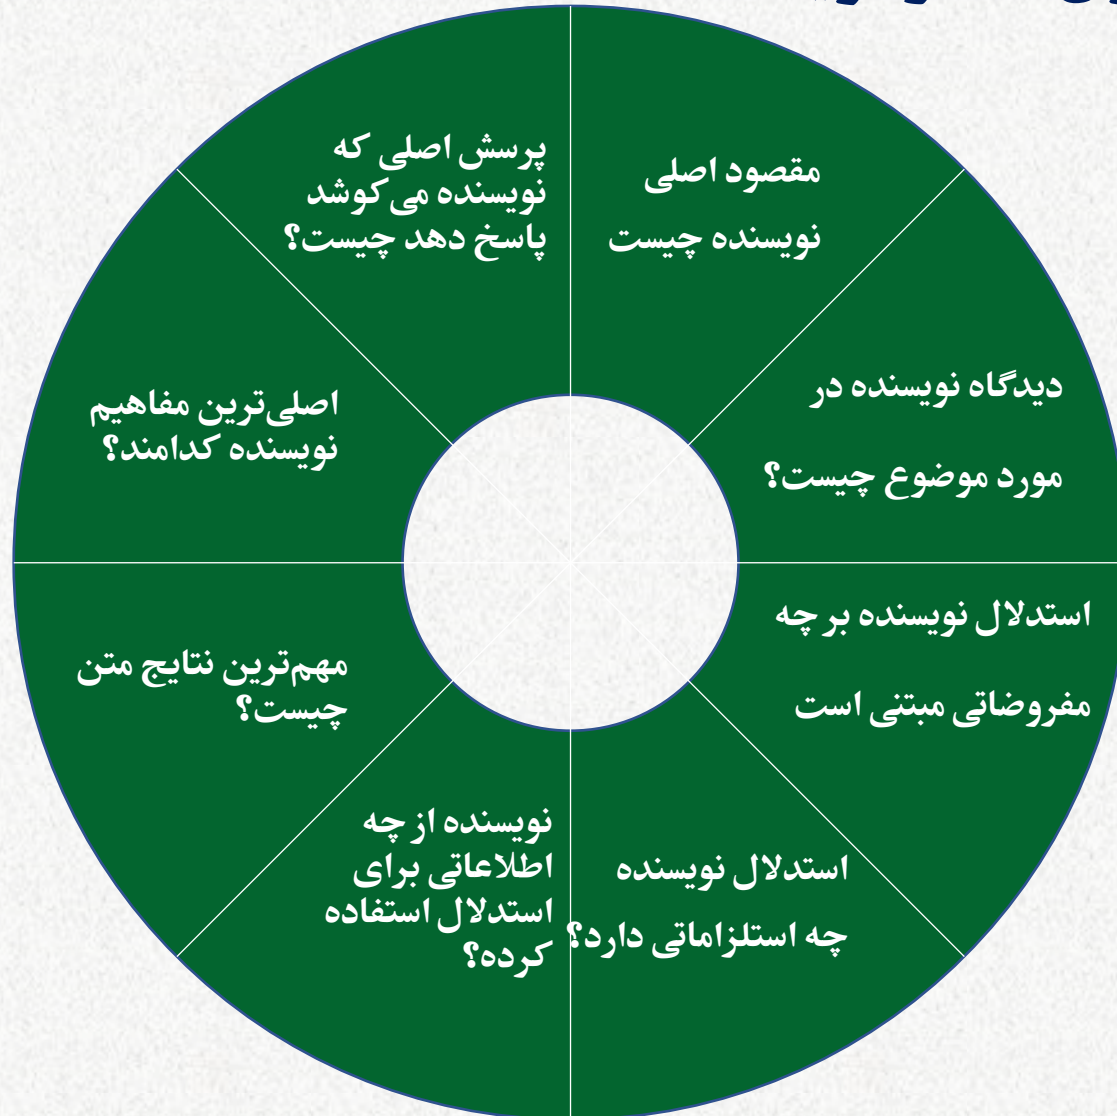 مقصود اصلی
نویسنده چیست
دیدگاه نویسنده در
مورد موضوع چیست؟
استدلال نویسنده بر چه
مفروضاتی مبتنی است
استدلال نویسنده
چه استلزاماتی دارد؟
نویسنده از چه
اطلاعاتی برای
استدلال استفاده
کرده؟
مهم‌ترین نتایج متن
چیست؟
اصلی‌ترین مفاهیم
نویسنده کدامند؟
پرسش اصلی که
نویسنده می‌کوشد
پاسخ دهد چیست؟